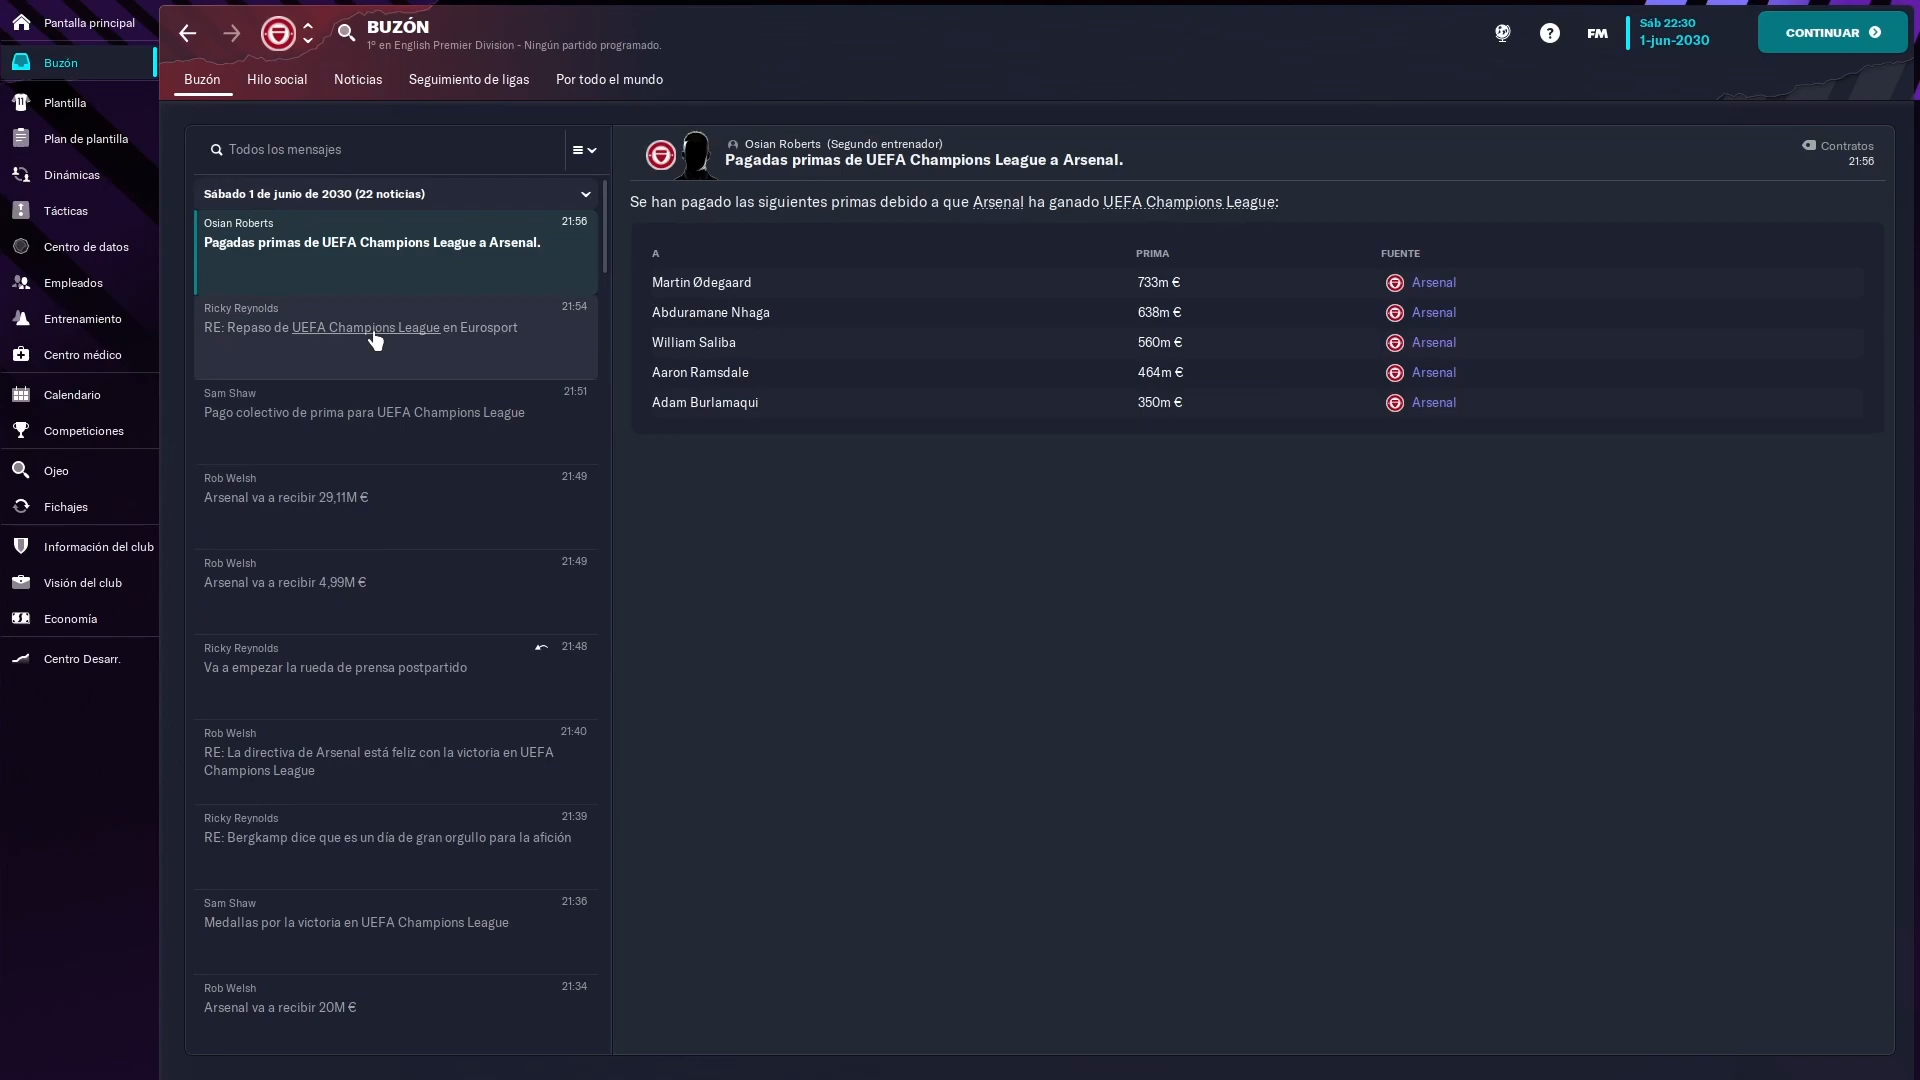 Pantalla principal
Buzón
Plantilla
Plan de plantilla
Dinámicas
Tácticas
Centro de datos
Empleados
Entrenamiento
Centro médico
Calendario
Competiciones
Ojeo
Fichajes
Información del club
Visión del club
Economía
Centro Desarr.
BUZÓN
1º en English Premier Division - Ningún partido programado.
FM
Sáb 22:30
1-jun-2030
CONTINUAR
Buzón Hilo social Noticias Seguimiento de ligas Por todo el mundo
Todos los mensajes
Sábado 1 de junio de 2030 (22 noticias)
Osian Roberts 21:56
Pagadas primas de UEFA Champions League a Arsenal.
Ricky Reynolds 21:54
RE: Repaso de UEFA Champions League en Eurosport
Sam Shaw 21:51
Pago colectivo de prima para UEFA Champions League
Rob Welsh 21:49
Arsenal va a recibir 29,11M €
Rob Welsh 21:49
Arsenal va a recibir 4,99M €
Ricky Reynolds 21:48
Va a empezar la rueda de prensa postpartido
Rob Welsh 21:40
RE: La directiva de Arsenal está feliz con la victoria en UEFA
Champions League
Ricky Reynolds 21:39
RE: Bergkamp dice que es un día de gran orgullo para la afición
Sam Shaw 21:36
Medallas por la victoria en UEFA Champions League
Rob Welsh 21:34
Arsenal va a recibir 20M €
Osian Roberts (Segundo entrenador)
Pagadas primas de UEFA Champions League a Arsenal.
Contratos
21:56
Se han pagado las siguientes primas debido a que Arsenal ha ganado UEFA Champions League:
A PRIMA FUENTE
Martin Ødegaard 733m € Arsenal
Abduramane Nhaga 638m € Arsenal
William Saliba 560m € Arsenal
Aaron Ramsdale 464m € Arsenal
Adam Burlamaqui 350m € Arsenal